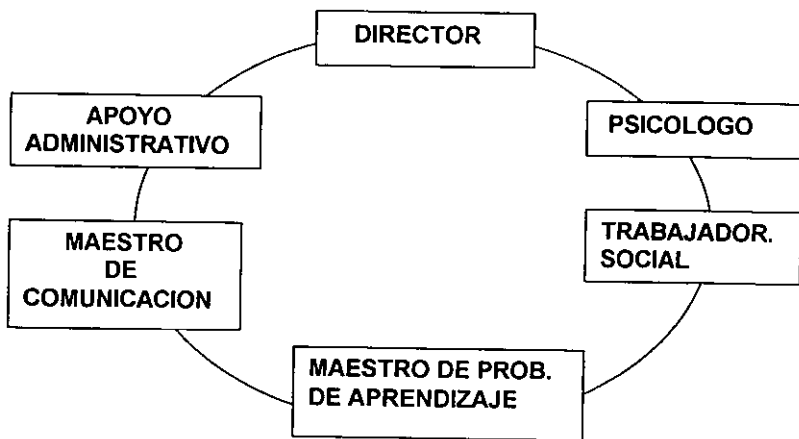 DIRECTOR
APOYO
ADMINISTRATIVO
PSICOLOGO
MAESTRO
DE
COMUNICACION
TRABAJADOR.
SOCIAL
MAESTRO DE PROB.
DE APRENDIZAJE